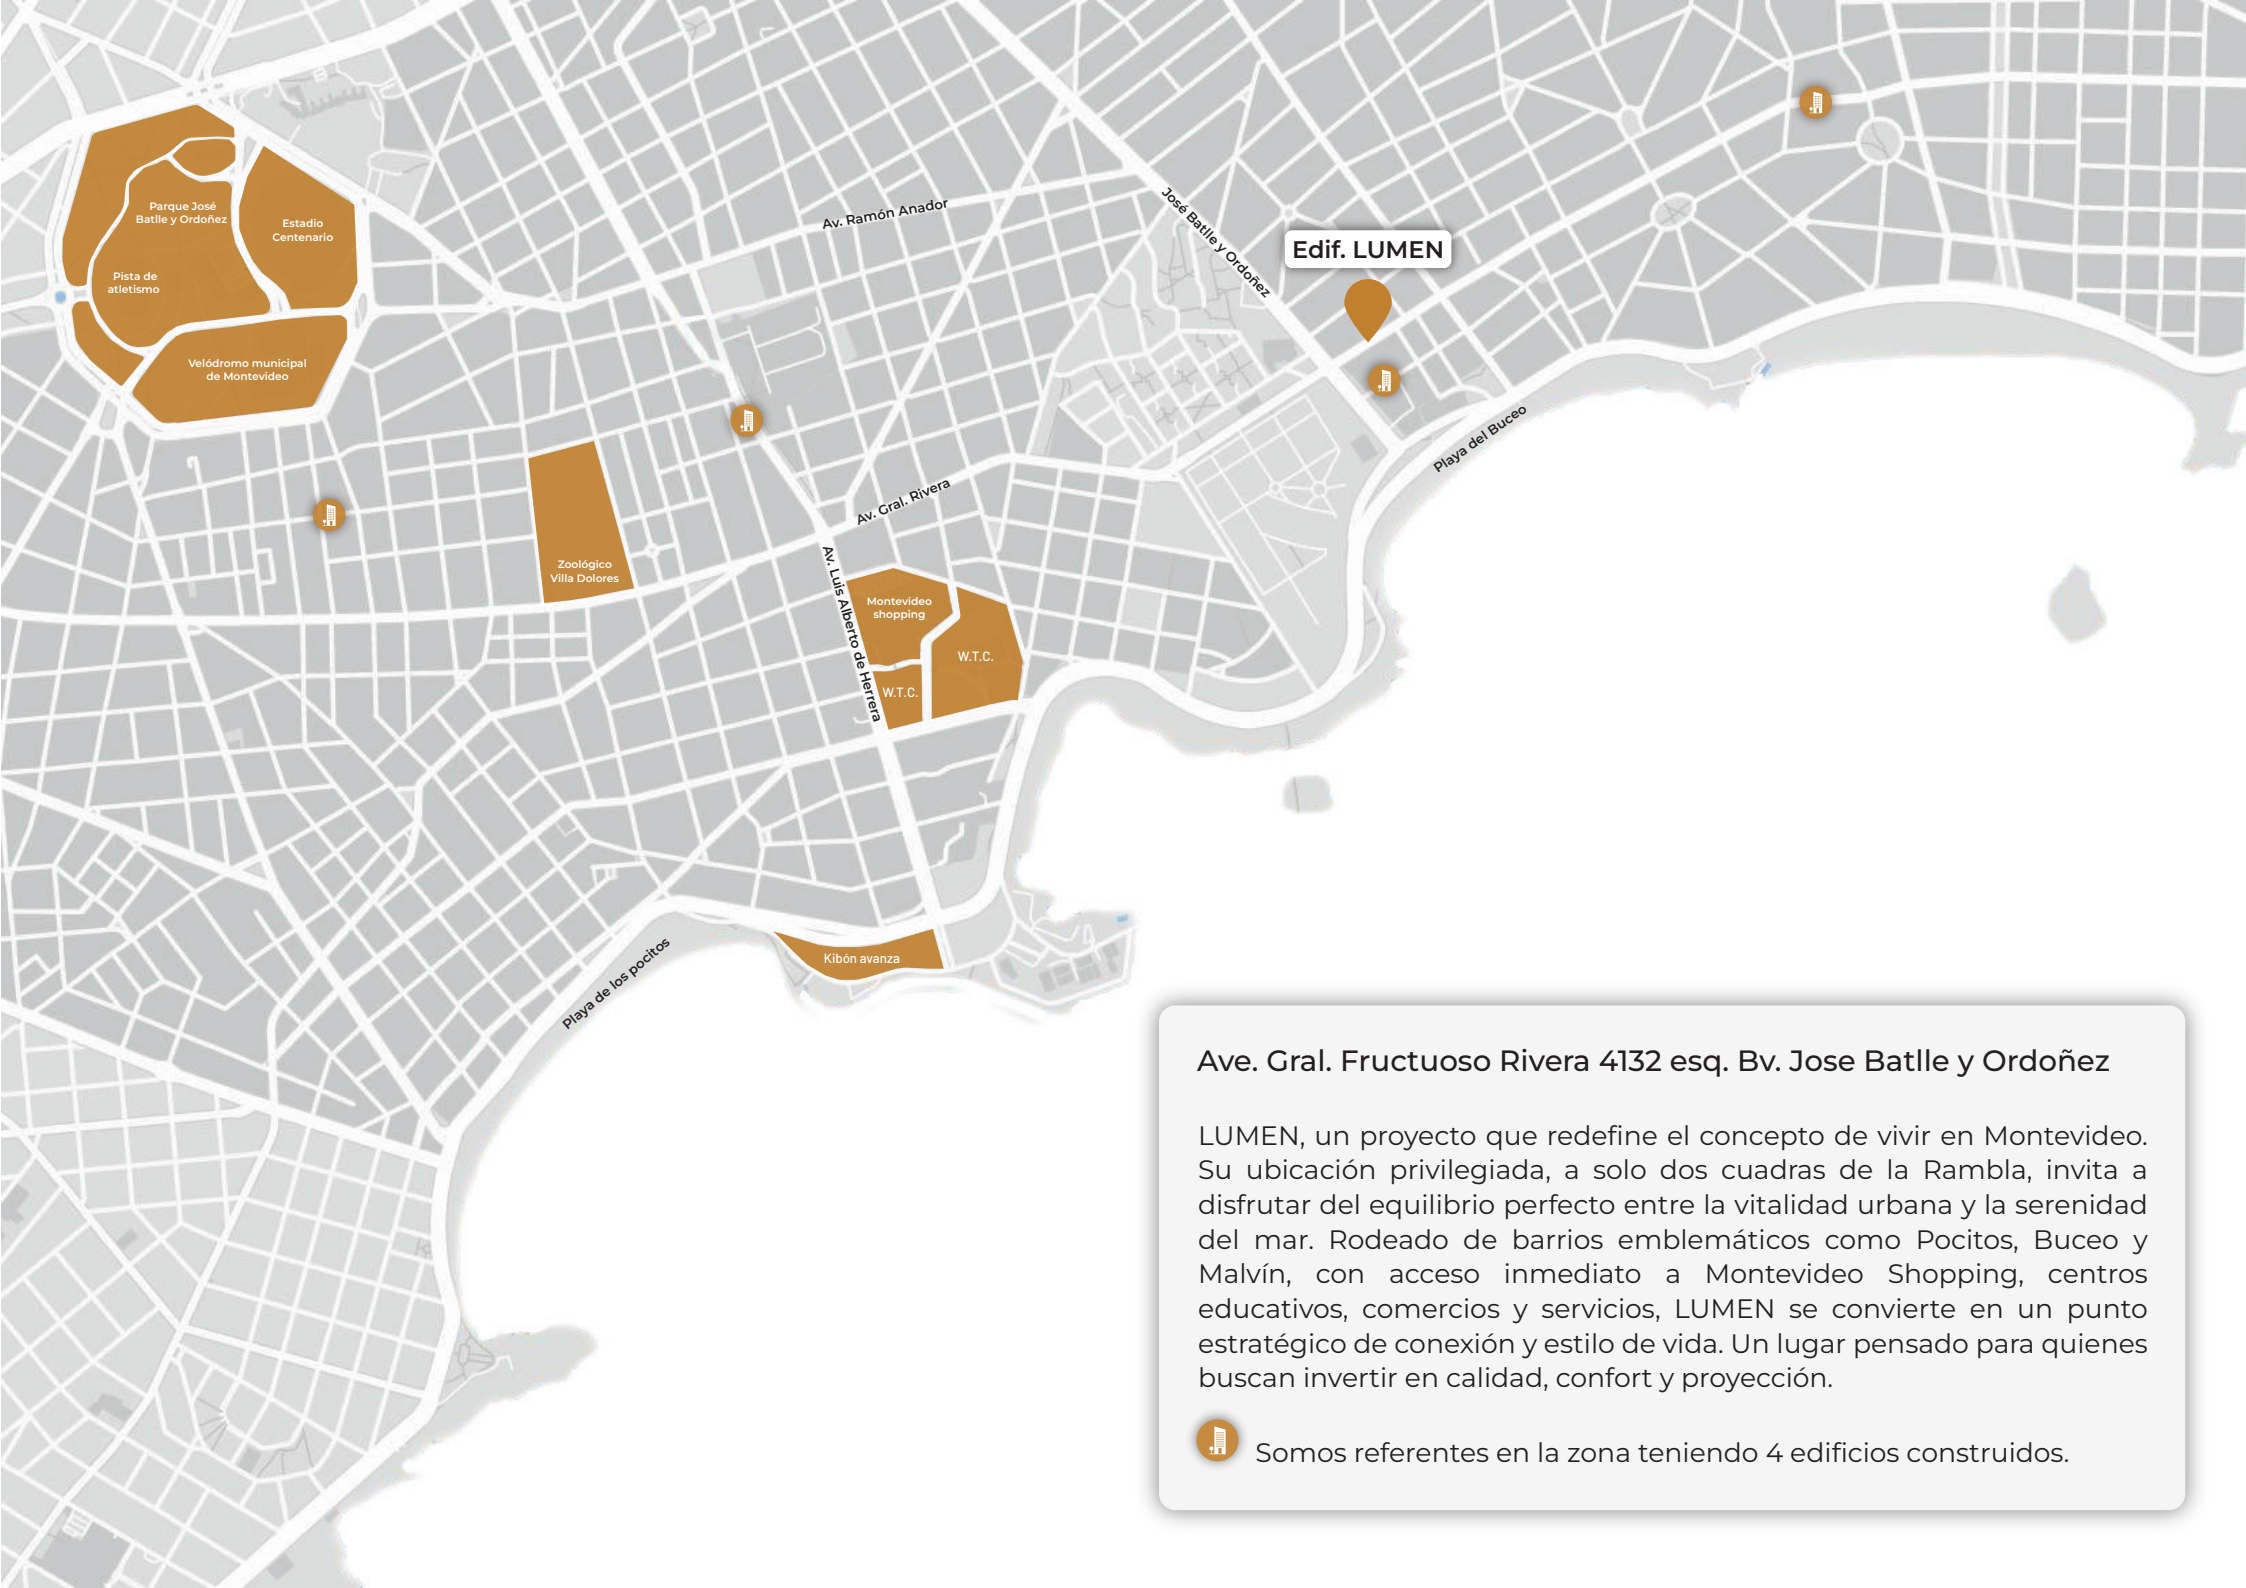 Parque José
Batlle y Ordoñez
Estadio
Centenario
Pista de
atletismo
Velódromo municipal
de Montevideo
Av. Ramón Anador
José Batlle y Ordoñez
Edif. LUMEN
Playa del Buceo
Av. Gral. Rivera
Zoológico
Villa Dolores
Av. Luis Alberto de Herrera
Montevideo
shopping
W.T.C.
W.T.C.
Kibón avanza
Playa de los pocitos
Ave. Gral. Fructuoso Rivera 4132 esq. Bv. Jose Batlle y Ordoñez
LUMEN, un proyecto que redefine el concepto de vivir en Montevideo.
Su ubicación privilegiada, a solo dos cuadras de la Rambla, invita a
disfrutar del equilibrio perfecto entre la vitalidad urbana y la serenidad
del mar. Rodeado de barrios emblemáticos como Pocitos, Buceo y
Malvín, con acceso inmediato a Montevideo Shopping, centros
educativos, comercios y servicios, LUMEN se convierte en un punto
estratégico de conexión y estilo de vida. Un lugar pensado para quienes
buscan invertir en calidad, confort y proyección.
Somos referentes en la zona teniendo 4 edificios construidos.